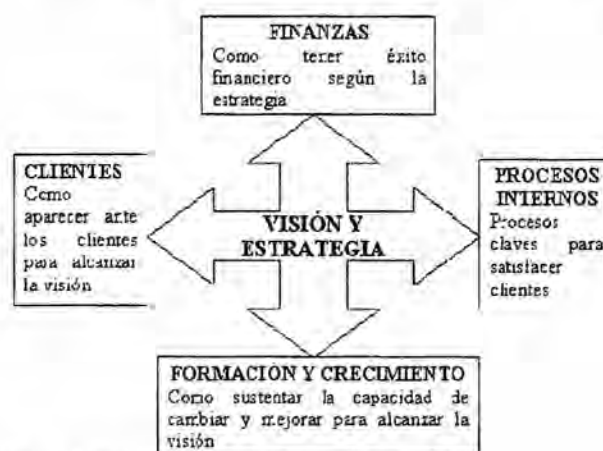 FINANZAS
Como tener éxito
financiero según la
estrategia
CLIENTES
Como
aparecer ante
los clientes
para alcanzar
la visión
VISIÓN Y
ESTRATEGIA
PROCESOS
INTERNOS
Procesos
claves para
satisfacer
clientes
FORMACIÓN Y CRECIMIENTO
Como sustentar la capacidad de
cambiar y mejorar para alcanzar la
visión